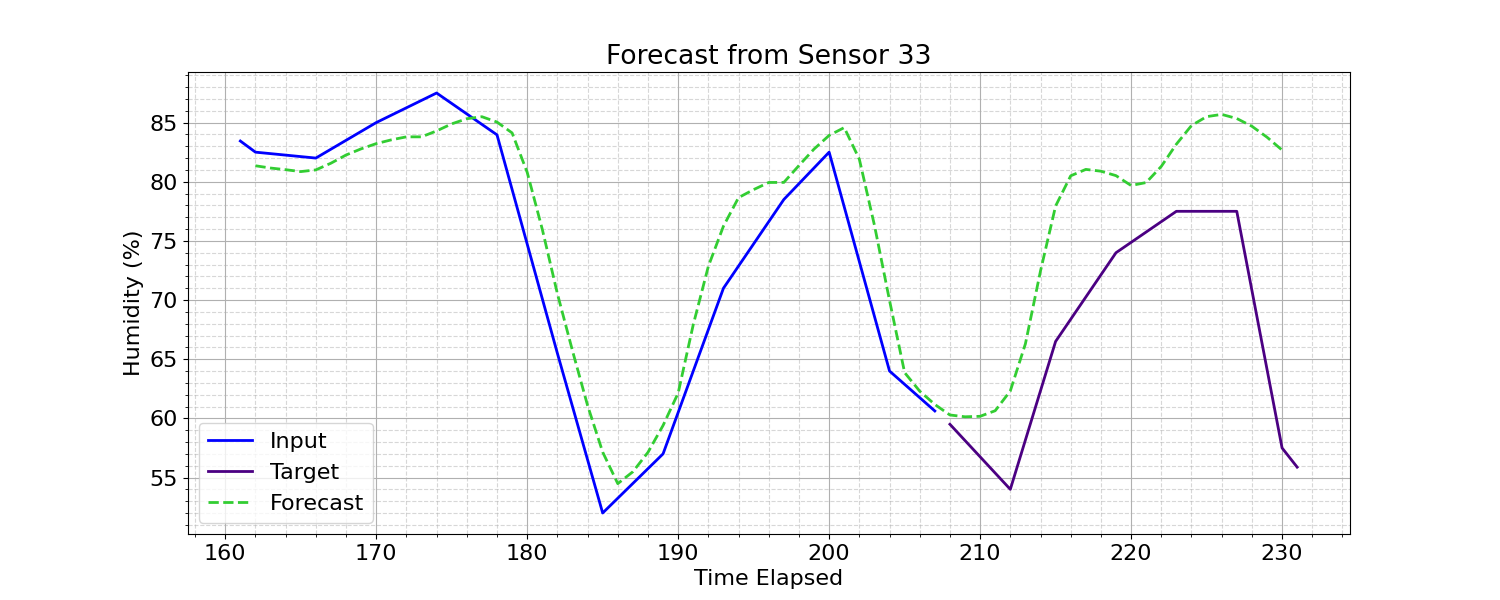 Forecast from Sensor 33
Humidity (%)
85
80
75
70
65
60
55
Input
Target
Forecast
160 170 180 190 200 210 220 230
Time Elapsed